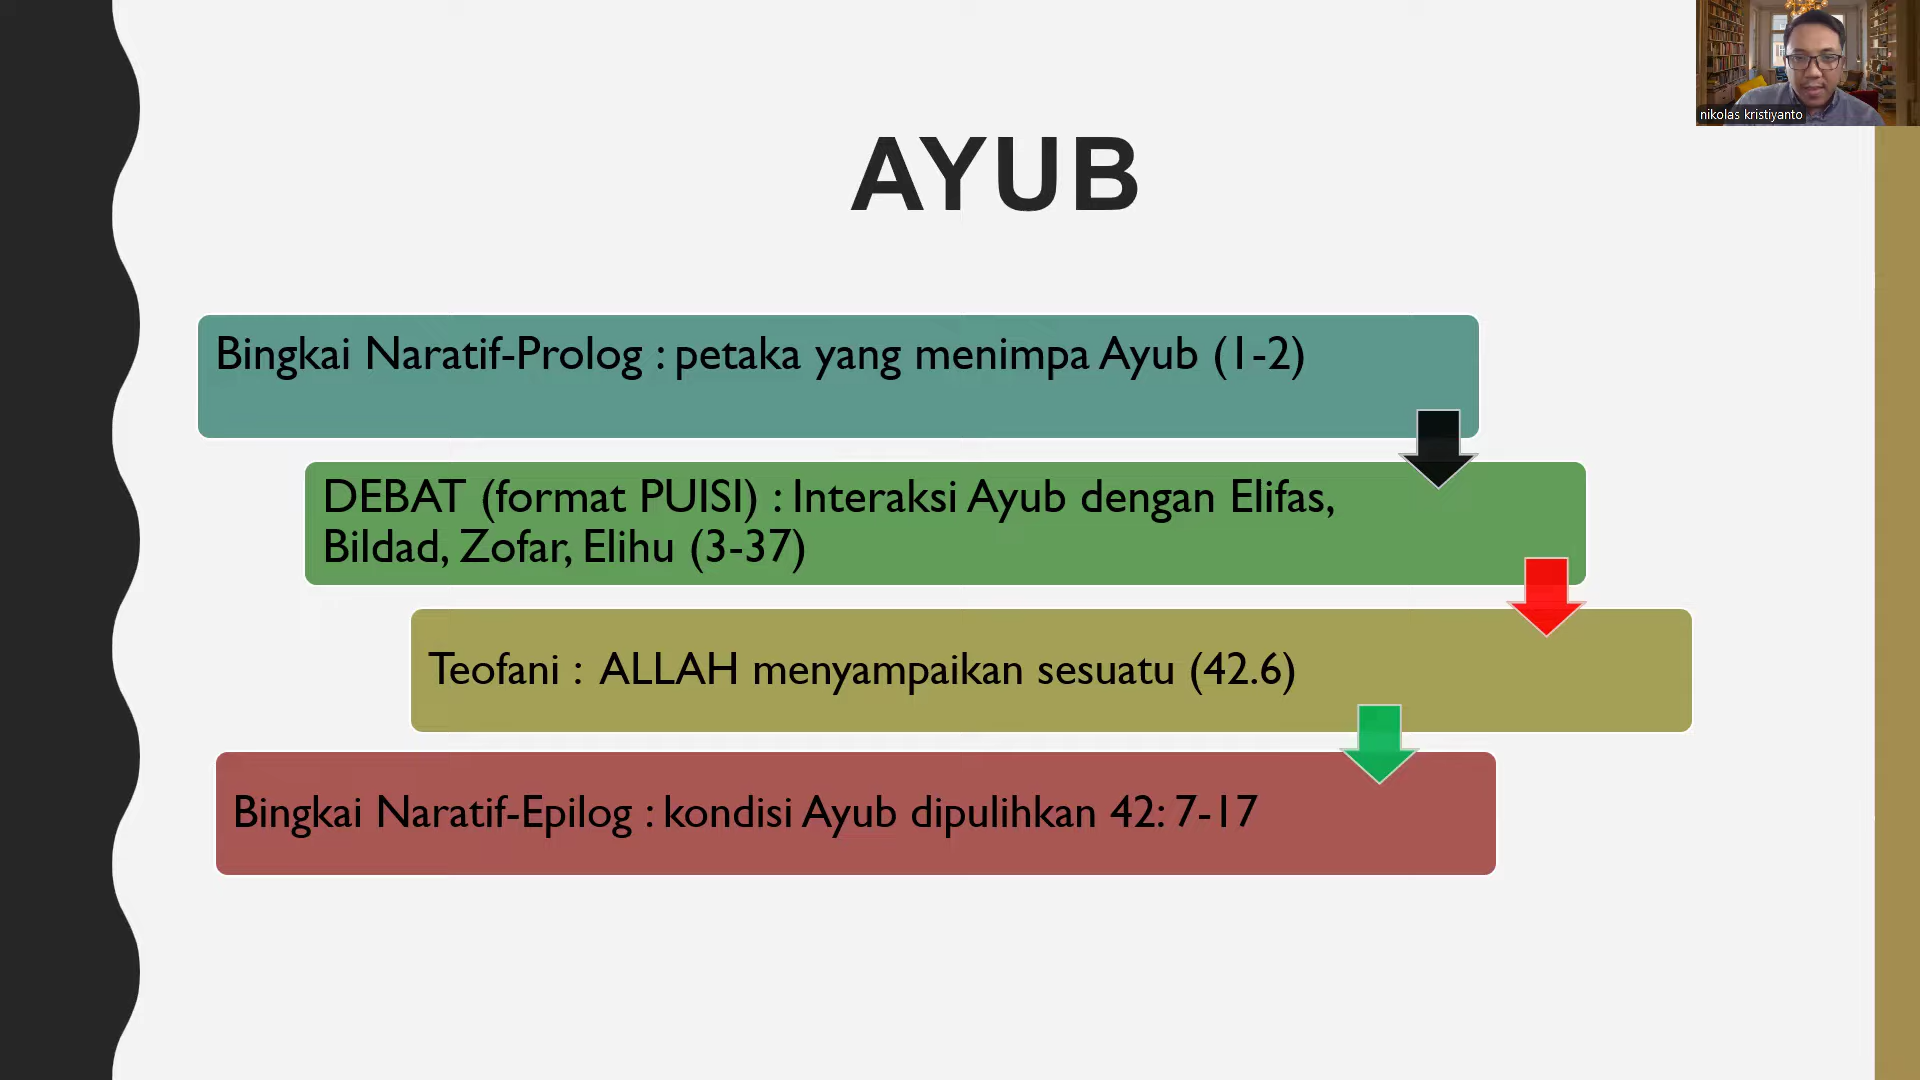 nikolas kristiyanto
AYUB
Bingkai Naratif-Prolog : petaka yang menimpa Ayub (1-2)
DEBAT (format PUISI) : Interaksi Ayub dengan Elifas,
Bildad, Zofar, Elihu (3-37)
Teofani : ALLAH menyampaikan sesuatu (42.6)
Bingkai Naratif-Epilog : kondisi Ayub dipulihkan 42: 7-17